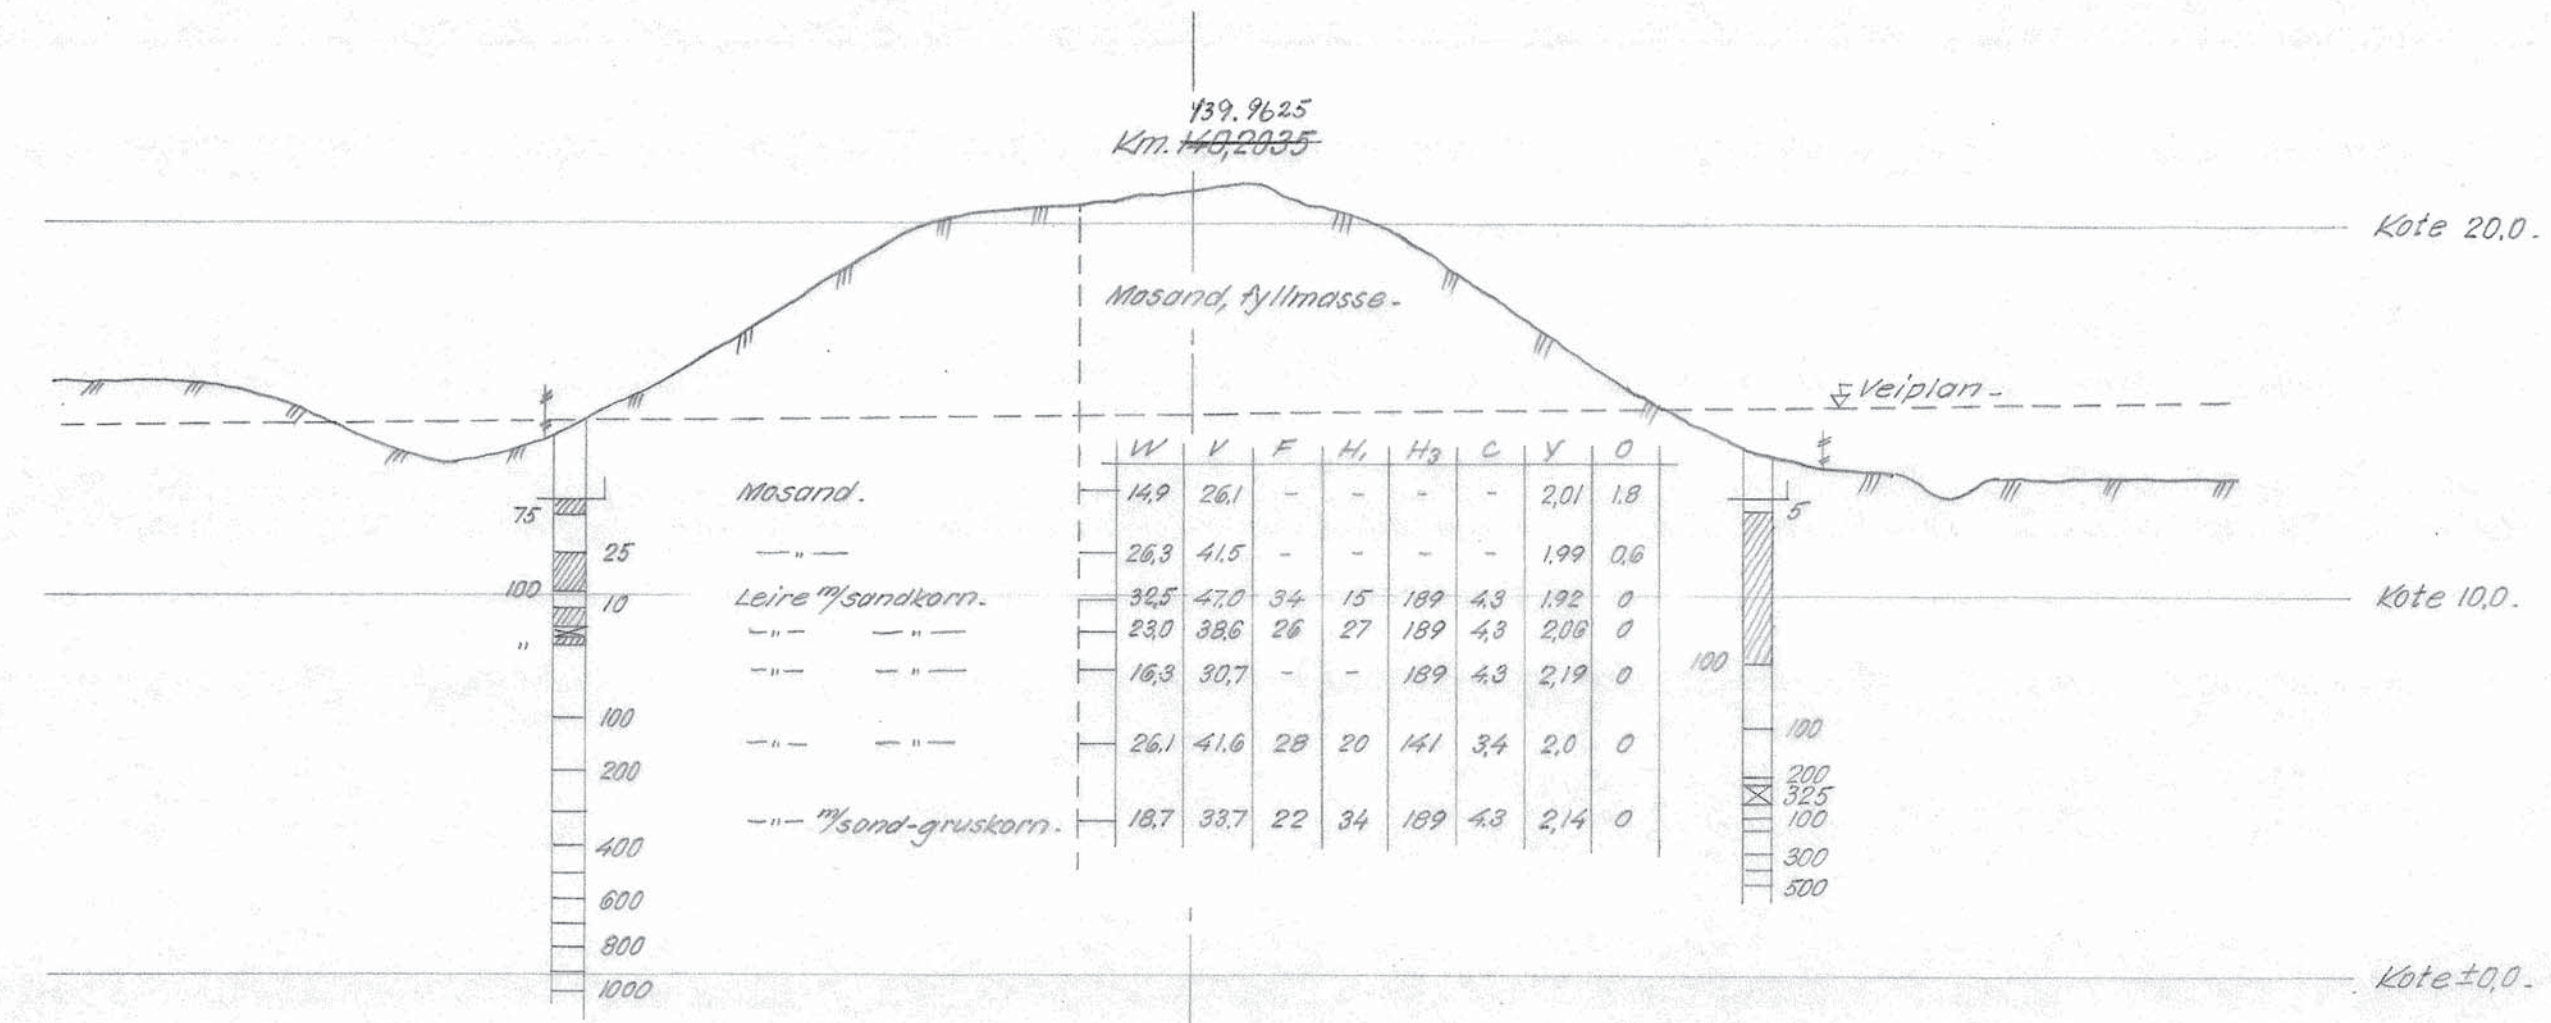 139.9625
Km. 140,2035
Kote 20,0.
Mosand, fyllmasse.
Veiplan.
W V F H1 H3 C γ O
Mosand. 14,9 26,1 - - - - 2,01 1,8
75
5
25 —"— 26,3 41,5 - - - - 1,99 0,6
100
10 Leire m/sandkorn. 32,5 47,0 34 15 189 4,3 1,92 0
Kote 10,0.
" —"— —"— 23,0 38,6 26 27 189 4,3 2,06 0
—"— —"— 16,3 30,7 - - 189 4,3 2,19 0
100
100
100
—"— —"— 26,1 41,6 28 20 141 3,4 2,0 0
200
200
325
—"— m/sand-gruskorn. 18,7 33,7 22 34 189 4,3 2,14 0
100
400
300
500
600
800
Kote ±0,0.
1000